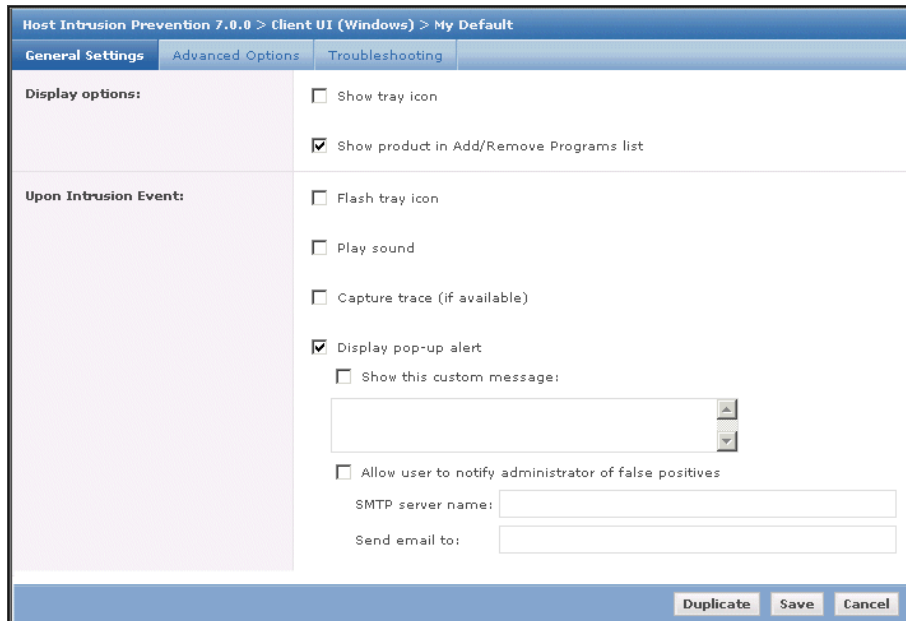 Host Intrusion Prevention 7.0.0 > Client UI (Windows) > My Default
General Settings Advanced Options Troubleshooting
Display options:
Show tray icon
Show product in Add/Remove Programs list
Upon Intrusion Event:
Flash tray icon
Play sound
Capture trace (if available)
Display pop-up alert
Show this custom message:
Allow user to notify administrator of false positives
SMTP server name:
Send email to:
Duplicate Save Cancel